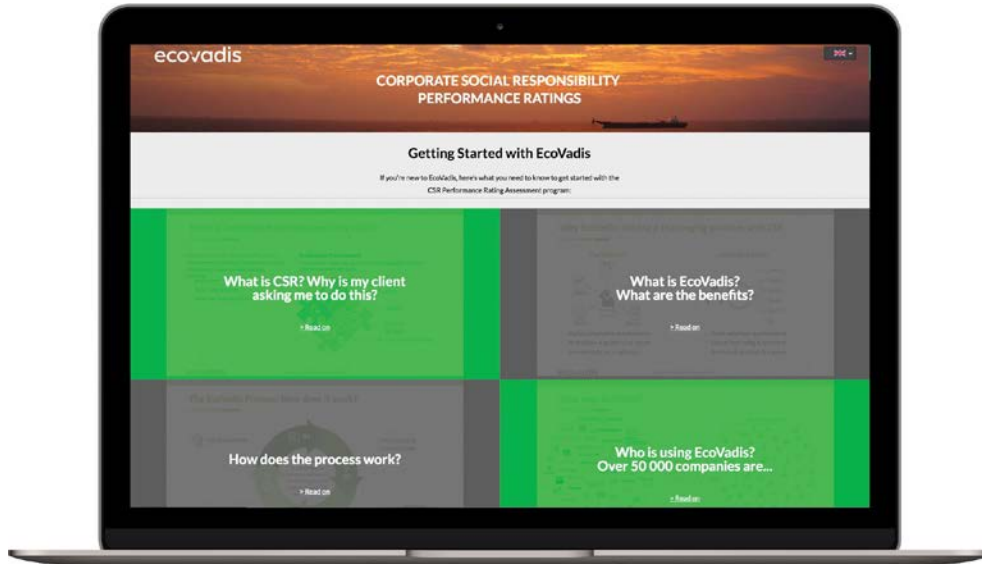 ecovadis
CORPORATE SOCIAL RESPONSIBILITY
PERFORMANCE RATINGS
Getting Started with EcoVadis
If you're new to EcoVadis, here's what you need to know to get started with the
CSR Performance Rating Assessment program:
What is CSR? Why is my client
asking me to do this?
> Read on
What is EcoVadis?
What are the benefits?
> Read on
How does the process work?
> Read on
Who is using EcoVadis?
Over 50 000 companies are...
> Read on